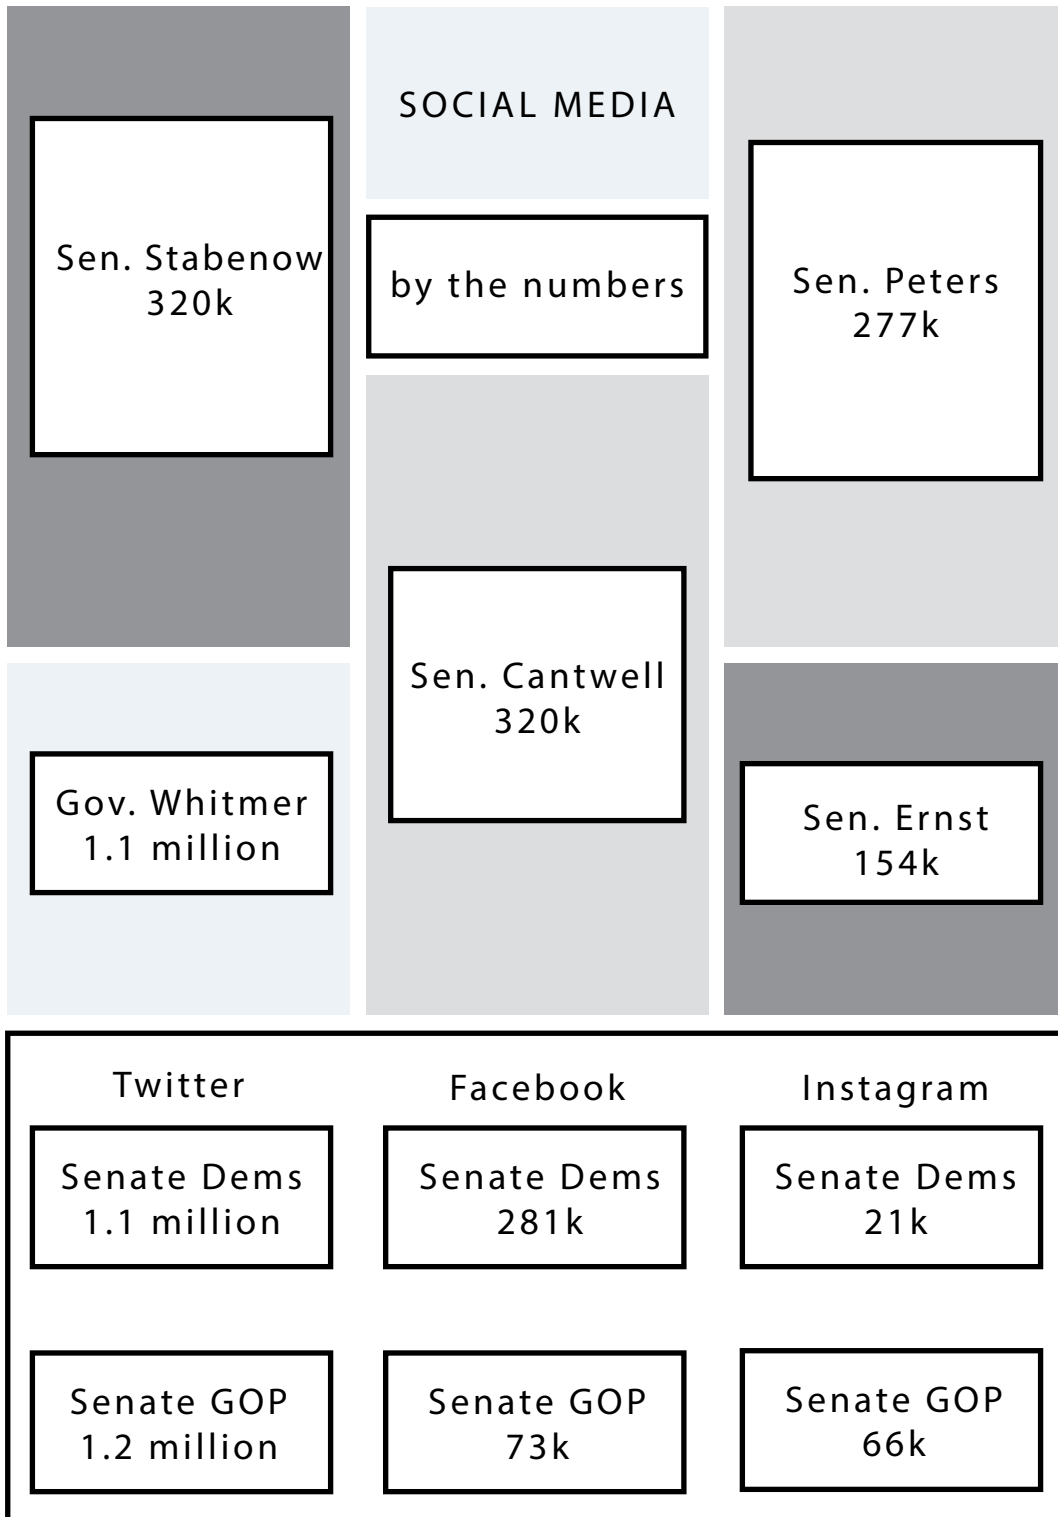 SOCIAL MEDIA
by the numbers
Sen. Stabenow
320k
Sen. Peters
277k
Sen. Cantwell
320k
Gov. Whitmer
1.1 million
Sen. Ernst
154k
Twitter
Facebook
Instagram
Senate Dems
1.1 million
Senate Dems
281k
Senate Dems
21k
Senate GOP
1.2 million
Senate GOP
73k
Senate GOP
66k